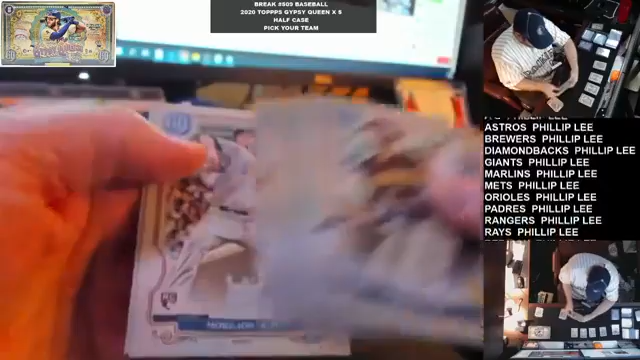 BREAK #509 BASEBALL
2020 TOPPPS GYPSY QUEEN X 5
HALF CASE
PICK YOUR TEAM
ASTROS PHILLIP LEE
BREWERS PHILLIP LEE
DIAMONDBACKS PHILLIP LEE
GIANTS PHILLIP LEE
MARLINS PHILLIP LEE
METS PHILLIP LEE
ORIOLES PHILLIP LEE
PADRES PHILLIP LEE
RANGERS PHILLIP LEE
RAYS PHILLIP LEE
RC